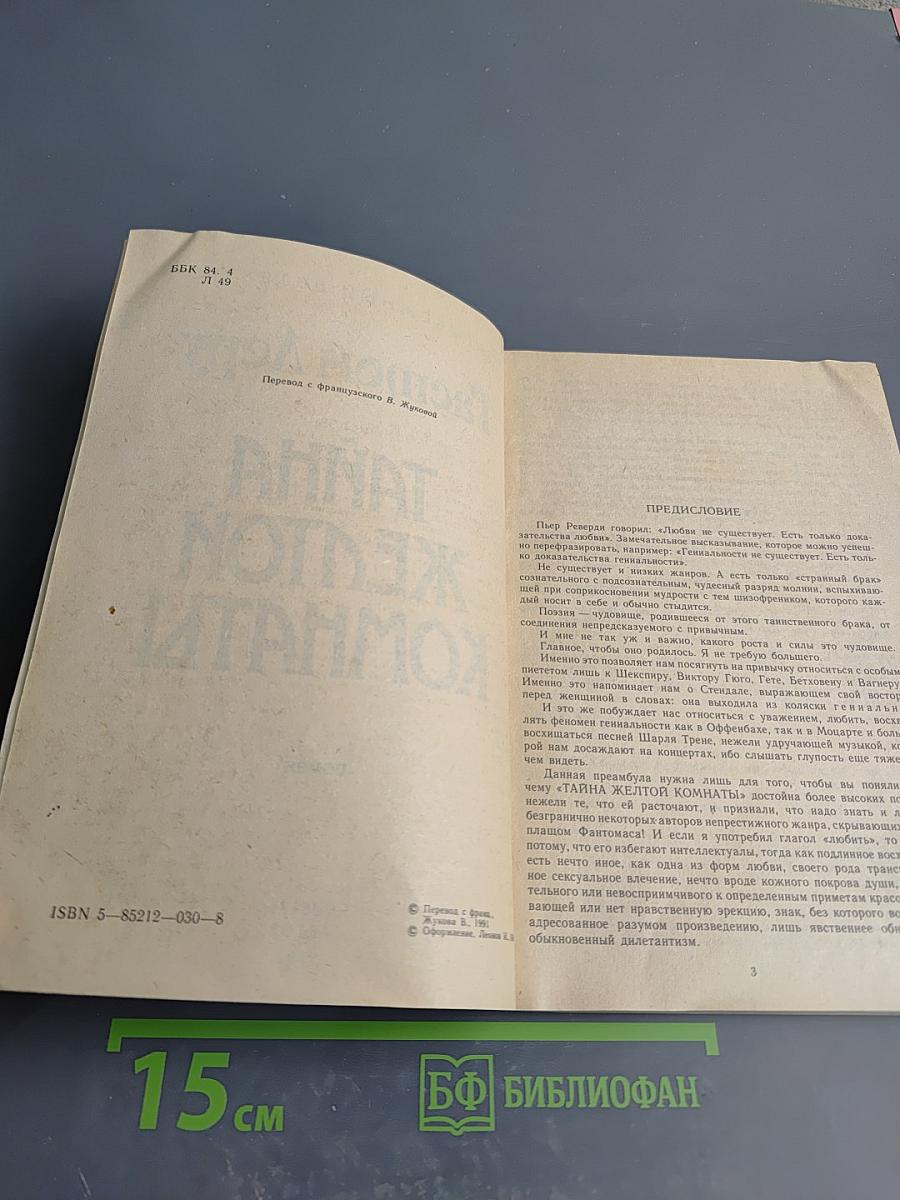 ББК 84. 4
Л 49
Перевод с французского В. Жуковой
ТАЙНА
ЖЕЛТОЙ
КОМНАТЫ
ISBN 5—85212—030—8
© Перевод с франц.
Жукова В., 1991
© Оформление.
ПРЕДИСЛОВИЕ
Пьер Реверди говорил: «Любви не существует. Есть только дока-
зательства любви». Замечательное высказывание, которое можно успеш-
но перефразировать, например: «Гениальности не существует. Есть толь-
ко доказательства гениальности».
Не существует и низких жанров. А есть только «странный брак»
сознательного с подсознательным, чудесный разряд молнии, вспыхиваю-
щей при соприкосновении мудрости с тем шизофреником, которого каж-
дый носит в себе и обычно стыдится.
Поэзия — чудовище, родившееся от этого таинственного брака, от
соединения непредсказуемого с привычным.
И мне не так уж и важно, какого роста и силы это чудовище.
Главное, чтобы оно родилось. Я не требую большего.
Именно это позволяет нам посягнуть на привычку относиться с особым
пиететом лишь к Шекспиру, Виктору Гюго, Гете, Бетховену и Вагнеру
Именно это напоминает нам о Стендале, выражающем свой востор
перед женщиной в словах: она выходила из коляски гениальн
И это же побуждает нас относиться с уважением, любить, восх
лять феномен гениальности как в Оффенбахе, так и в Моцарте и боль
восхищаться песней Шарля Трене, нежели удручающей музыкой, ко
рой нам досаждают на концертах, ибо слышать глупость еще тяже
чем видеть.
Данная преамбула нужна лишь для того, чтобы вы поняли
чему «ТАЙНА ЖЕЛТОЙ КОМНАТЫ» достойна более высоких по
нежели те, что ей расточают, и признали, что надо знать и л
безгранично некоторых авторов непрестижного жанра, скрывающих
плащом Фантомаса! И если я употребил глагол «любить», то
потому, что его избегают интеллектуалы, тогда как подлинное восх
есть нечто иное, как одна из форм любви, своего рода транс
ное сексуальное влечение, нечто вроде кожного покрова души,
тельного или невосприимчивого к определенным приметам красо
вающей или нет нравственную эрекцию, знак, без которого во
адресованное разумом произведению, лишь явственнее обн
обыкновенный дилетантизм.
3
15 см
БФ БИБЛИОФАН